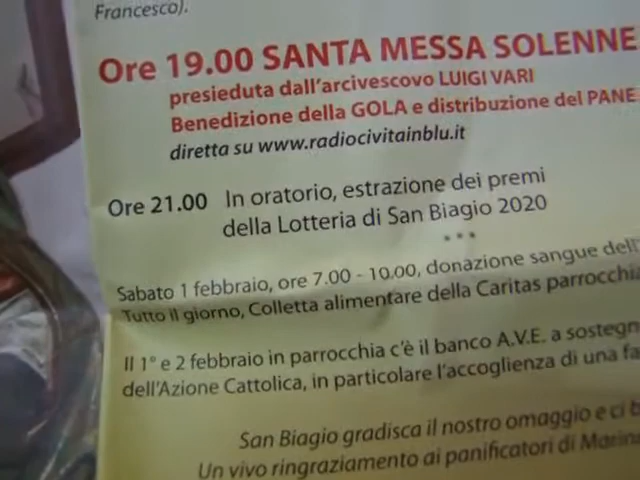 Francesco).
Ore 19.00 SANTA MESSA SOLENNE
presieduta dall'arcivescovo LUIGI VARI
Benedizione della GOLA e distribuzione del PANE
diretta su www.radiocivitainblu.it
Ore 21.00 In oratorio, estrazione dei premi
della Lotteria di San Biagio 2020
***
Sabato 1 febbraio, ore 7.00 - 10.00, donazione sangue dell'
Tutto il giorno, Colletta alimentare della Caritas parrocchia
Il 1° e 2 febbraio in parrocchia c'è il banco A.V.E. a sostegn
dell'Azione Cattolica, in particolare l'accoglienza di una fa
San Biagio gradisca il nostro omaggio e ci b
Un vivo ringraziamento ai panificatori di Marin